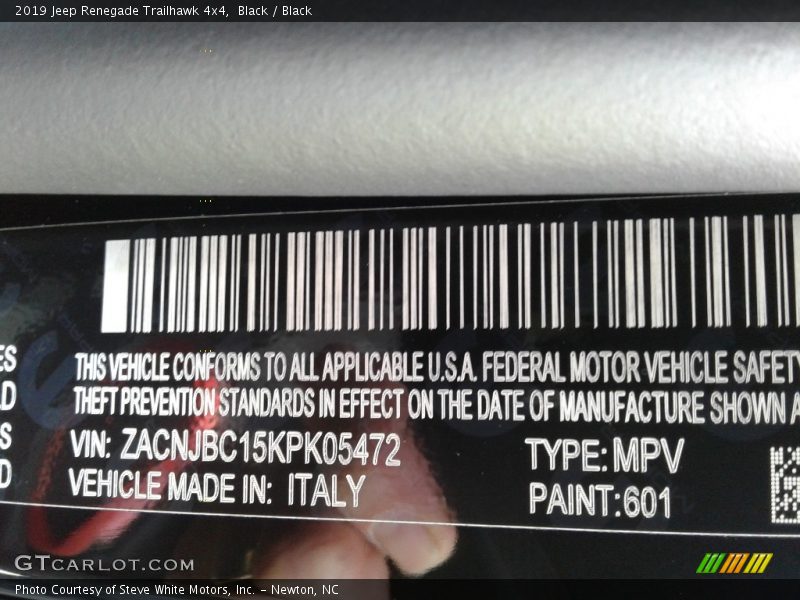 2019 Jeep Renegade Trailhawk 4x4,  Black / Black
THIS VEHICLE CONFORMS TO ALL APPLICABLE U.S.A. FEDERAL MOTOR VEHICLE SAFETY
THEFT PREVENTION STANDARDS IN EFFECT ON THE DATE OF MANUFACTURE SHOWN A
VIN: ZACNJBC15KPK05472
TYPE: MPV
VEHICLE MADE IN: ITALY
PAINT: 601
GTCARLOT.COM
Photo Courtesy of Steve White Motors, Inc. – Newton, NC